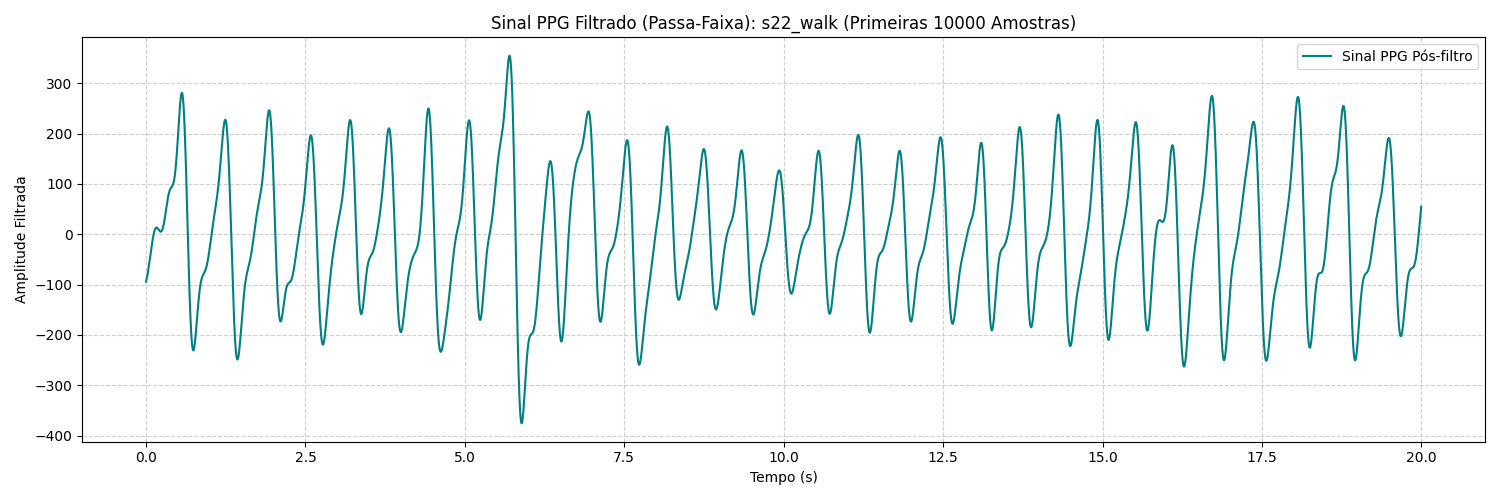 Sinal PPG Filtrado (Passa-Faixa): s22_walk (Primeiras 10000 Amostras)
Sinal PPG Pós-filtro
Amplitude Filtrada
300
200
100
0
−100
−200
−300
−400
0.0 2.5 5.0 7.5 10.0 12.5 15.0 17.5 20.0
Tempo (s)